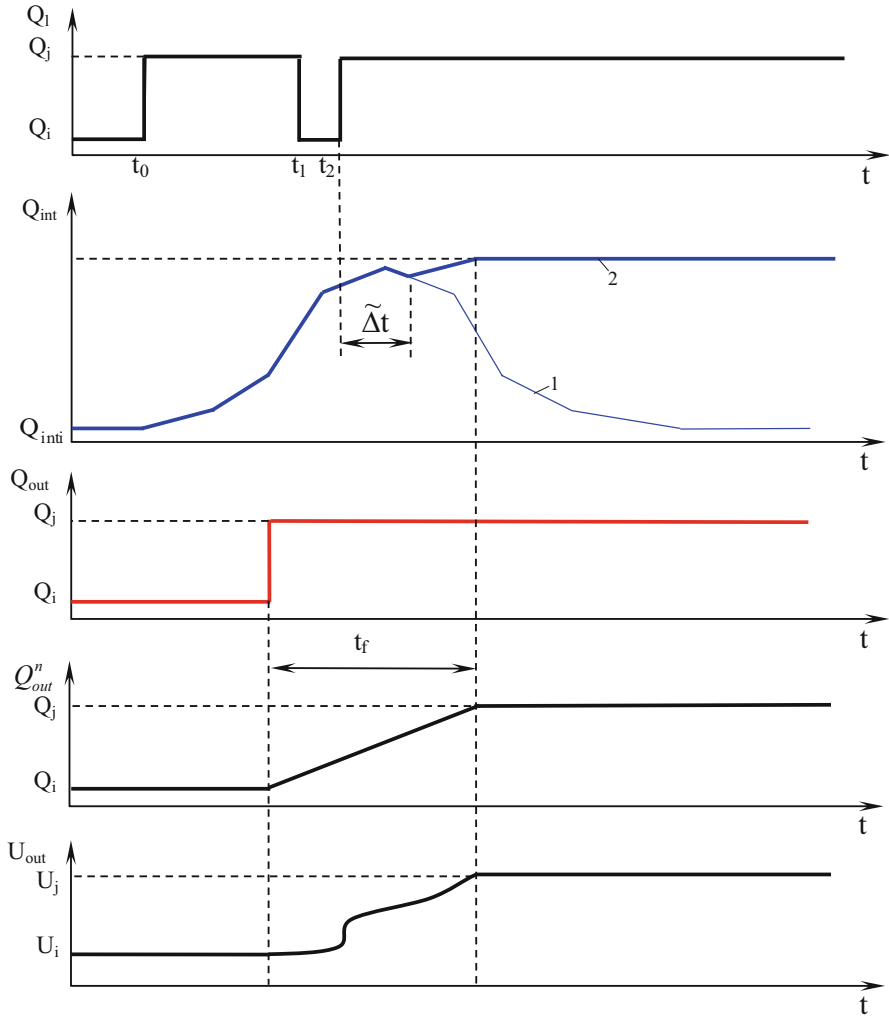 Q_l
Q_j
Q_i
t_0 t_1 t_2 t
Q_int
2
Δ̃t
1
Q_inti
t
Q_out
Q_j
Q_i
t
t_f
Q^n_out
Q_j
Q_i
t
U_out
U_j
U_i
t